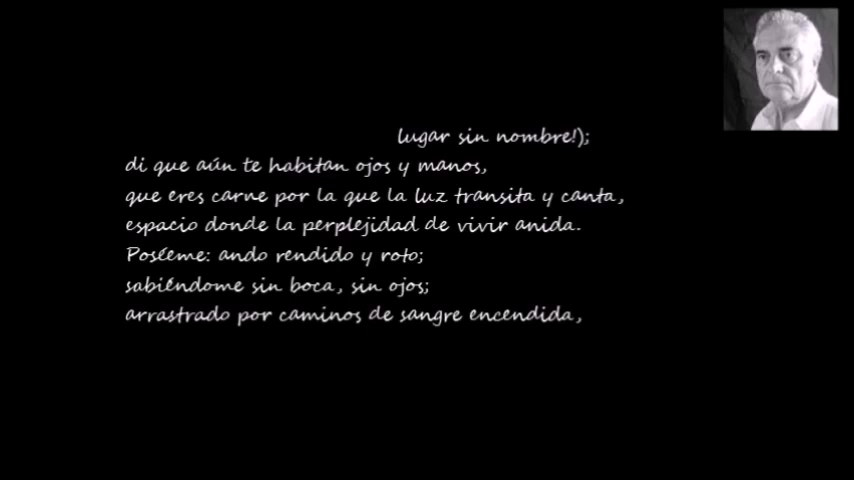 lugar sin nombre!);
di que aún te habitan ojos y manos,
que eres carne por la que la luz transita y canta,
espacio donde la perplejidad de vivir anida.
Poséeme: ando rendido y roto;
sabiéndome sin boca, sin ojos;
arrastrado por caminos de sangre encendida,